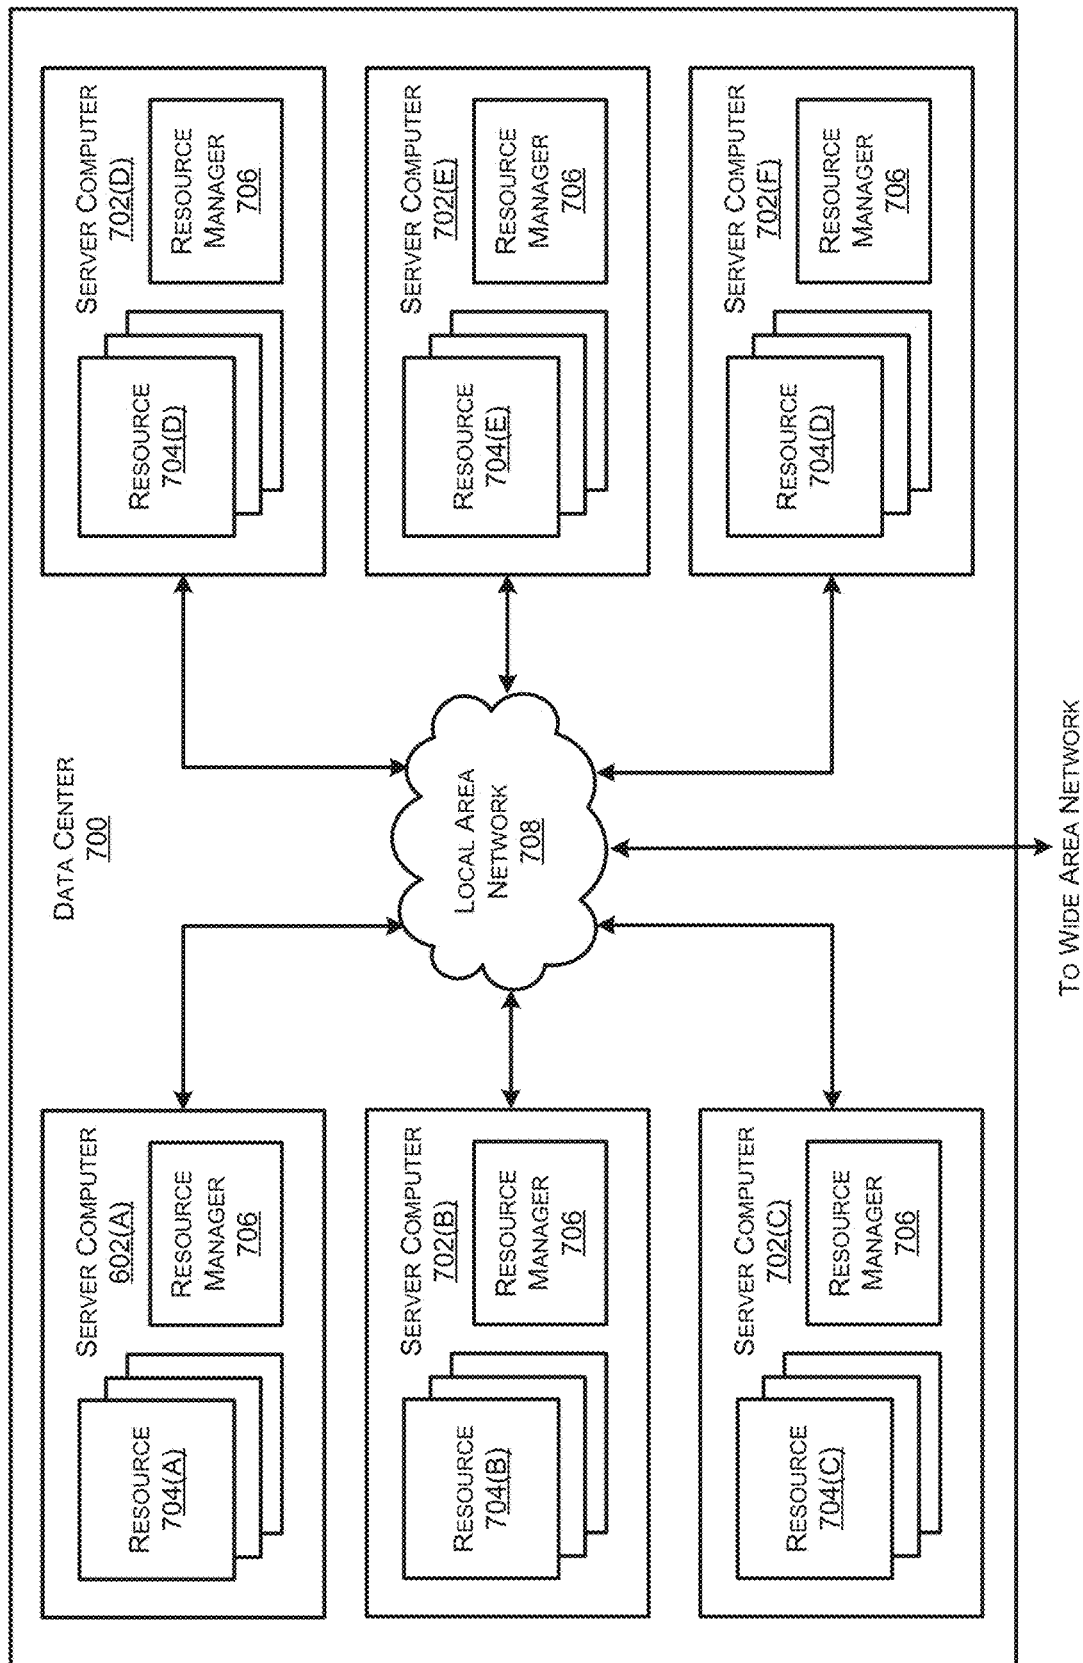 DATA CENTER
700
SERVER COMPUTER
602(A)
RESOURCE
704(A)
RESOURCE
MANAGER
706
SERVER COMPUTER
702(D)
RESOURCE
704(D)
RESOURCE
MANAGER
706
SERVER COMPUTER
702(B)
RESOURCE
704(B)
RESOURCE
MANAGER
706
LOCAL AREA
NETWORK
708
SERVER COMPUTER
702(E)
RESOURCE
704(E)
RESOURCE
MANAGER
706
SERVER COMPUTER
702(C)
RESOURCE
704(C)
RESOURCE
MANAGER
706
SERVER COMPUTER
702(F)
RESOURCE
704(D)
RESOURCE
MANAGER
706
TO WIDE AREA NETWORK